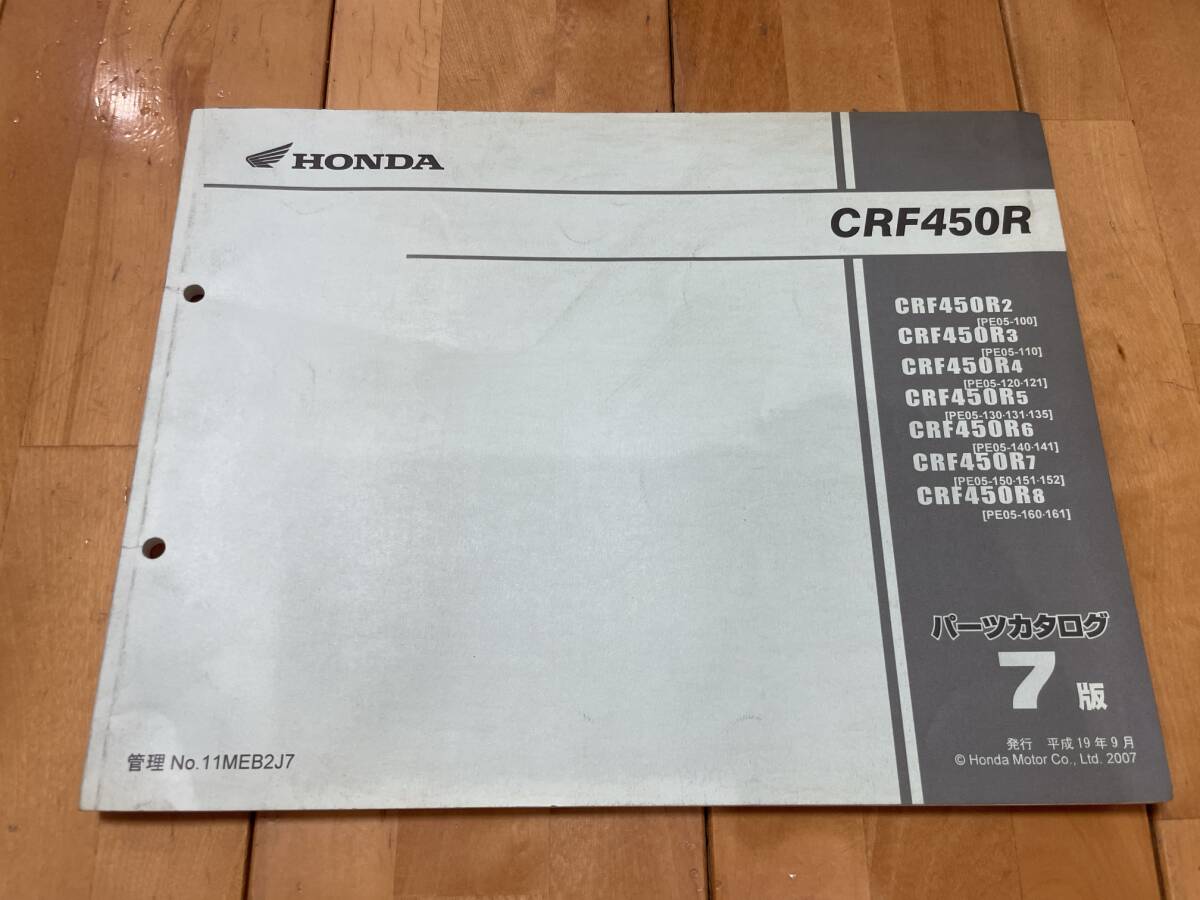 HONDA
CRF450R
CRF450R2
[PE05-100]
CRF450R3
[PE05-110]
CRF450R4
[PE05-120·121]
CRF450R5
[PE05-130·131·135]
CRF450R6
[PE05-140·141]
CRF450R7
[PE05-150·151·152]
CRF450R8
[PE05-160·161]
パーツカタログ
7版
発行 平成19年9月
© Honda Motor Co., Ltd. 2007
管理 No.11MEB2J7